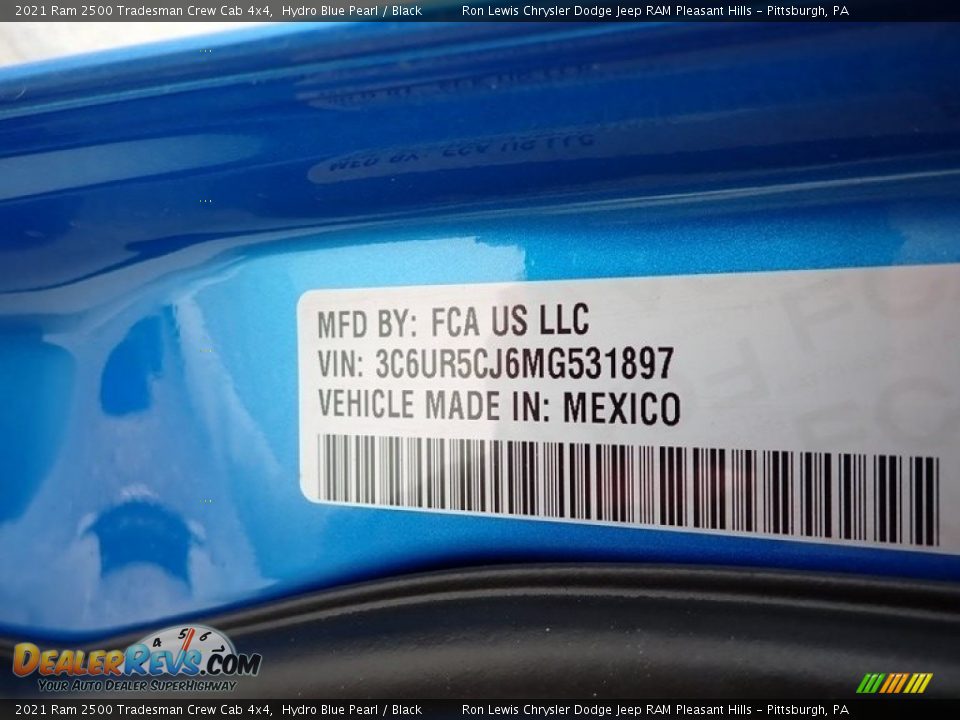 2021 Ram 2500 Tradesman Crew Cab 4x4, Hydro Blue Pearl / Black Ron Lewis Chrysler Dodge Jeep RAM Pleasant Hills - Pittsburgh, PA
MFD BY: FCA US LLC
VIN: 3C6UR5CJ6MG531897
VEHICLE MADE IN: MEXICO
4 5 6
DEALERREVS.COM
YOUR AUTO DEALER SUPERHIGHWAY
2021 Ram 2500 Tradesman Crew Cab 4x4, Hydro Blue Pearl / Black Ron Lewis Chrysler Dodge Jeep RAM Pleasant Hills - Pittsburgh, PA